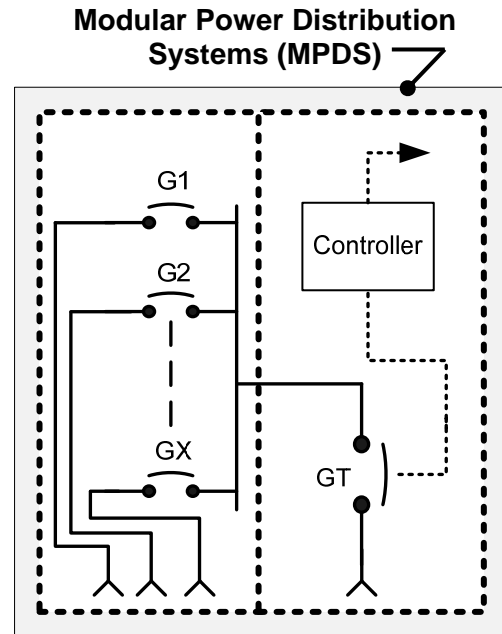 Modular Power Distribution
Systems (MPDS)
G1
G2
Controller
GX
GT